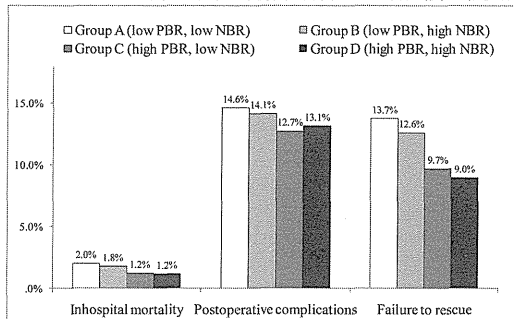 Group A (low PBR, low NBR) Group B (low PBR, high NBR)
Group C (high PBR, low NBR) Group D (high PBR, high NBR)
15.0%
10.0%
5.0%
.0%
2.0% 1.8% 1.2% 1.2%
14.6% 14.1% 12.7% 13.1%
13.7% 12.6% 9.7% 9.0%
Inhospital mortality Postoperative complications Failure to rescue